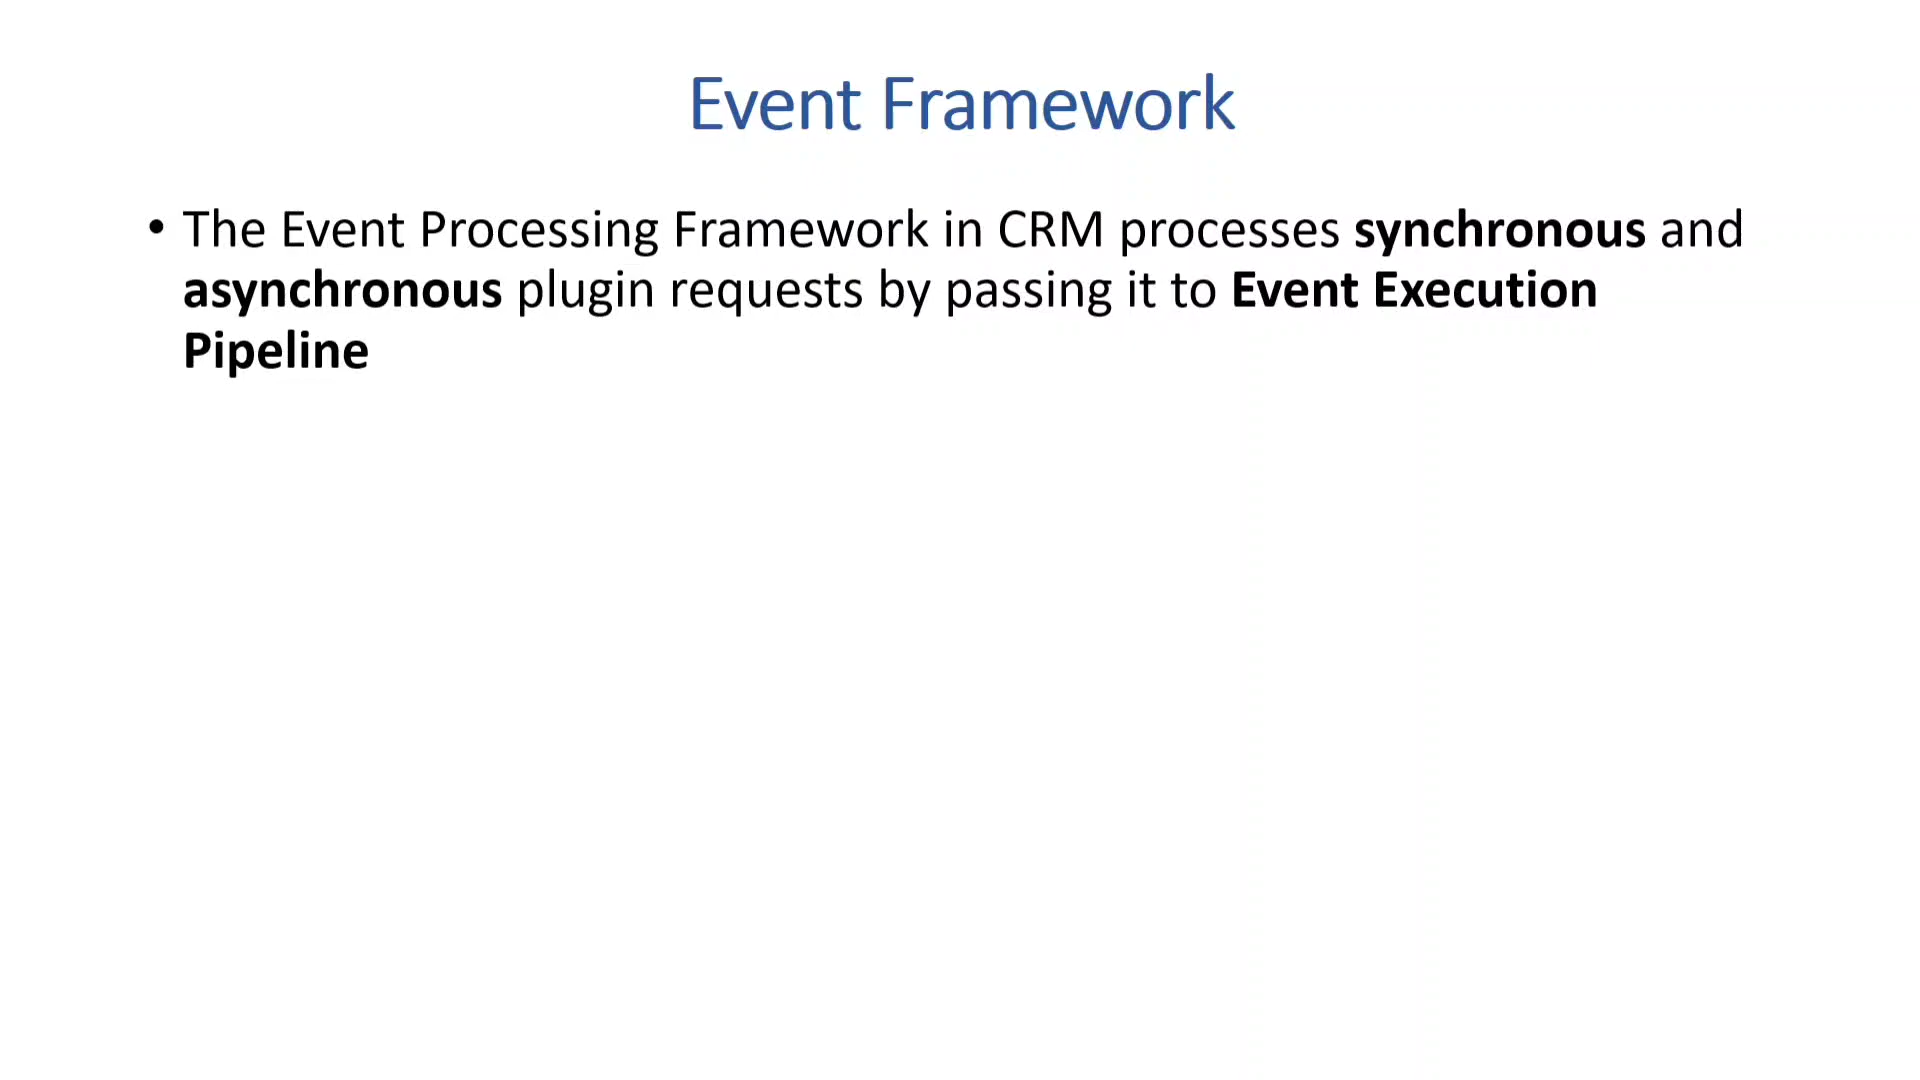 Event Framework
• The Event Processing Framework in CRM processes synchronous and
asynchronous plugin requests by passing it to Event Execution
Pipeline